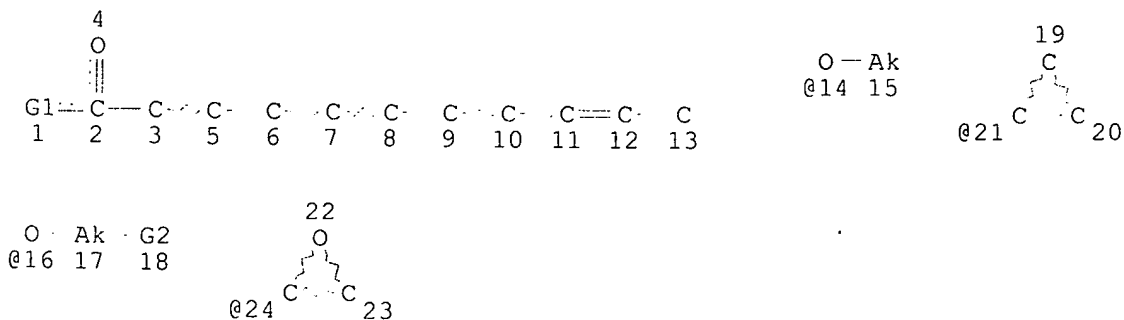 4
O
G1 C C C C C C C C C C C
1 2 3 5 6 7 8 9 10 11 12 13
O Ak
@14 15
19
C
@21 C C 20
O Ak G2
@16 17 18
22
O
@24 C C 23